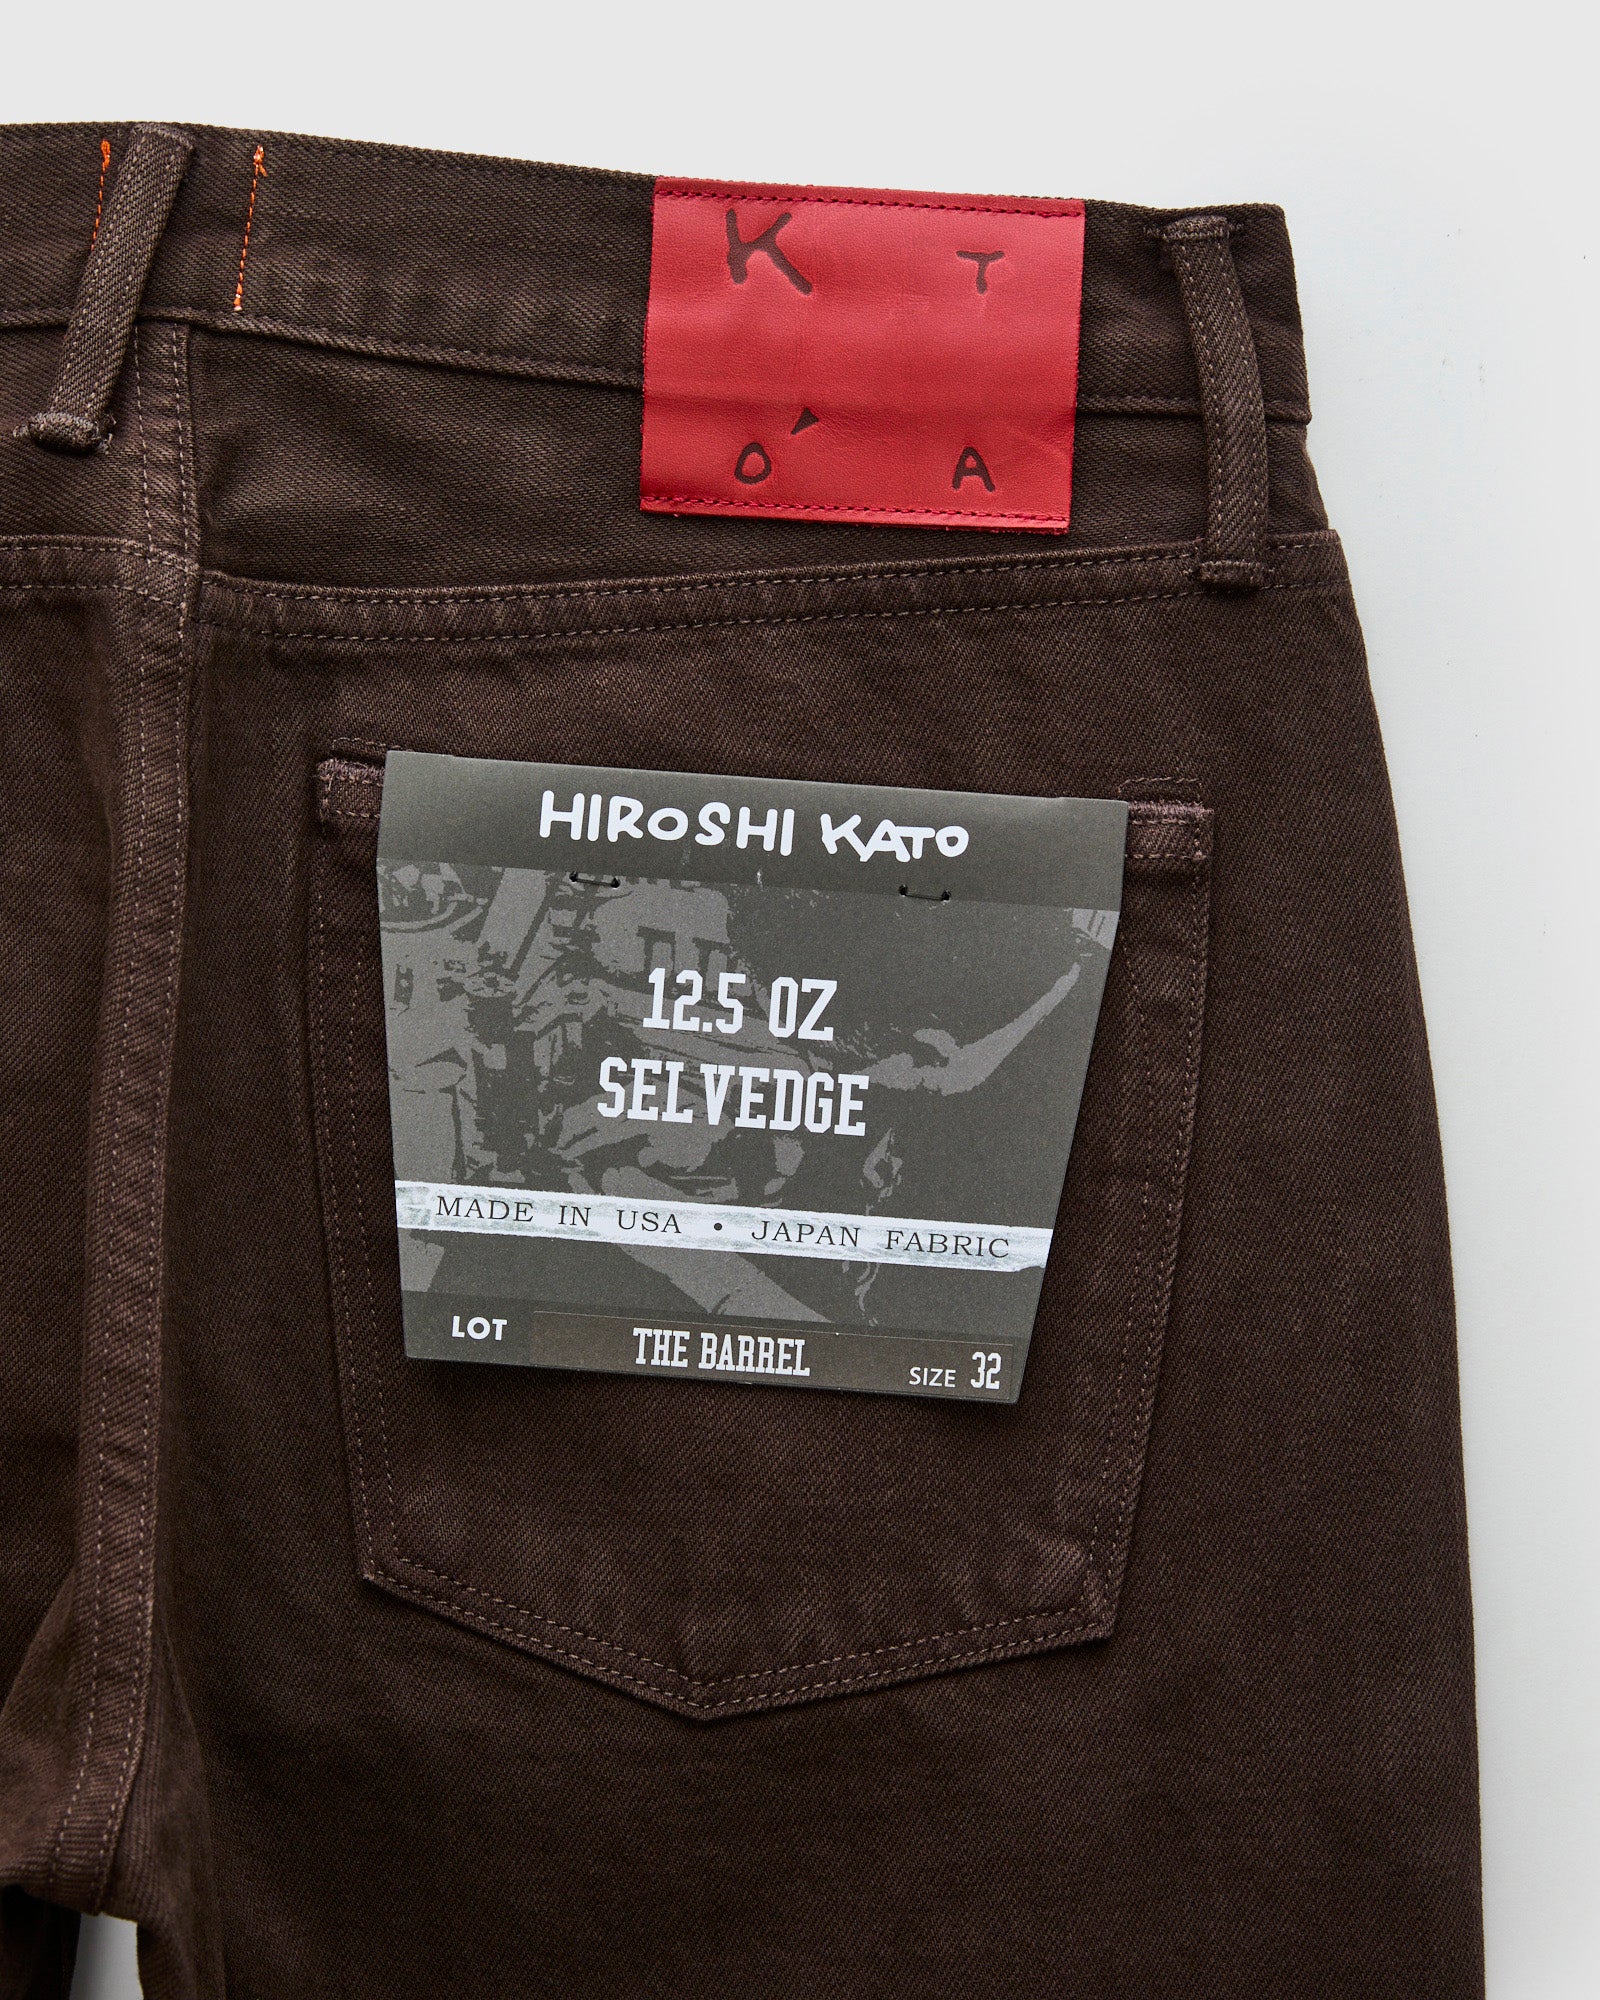 K T
O' A
HIROSHI KATO
12.5 OZ
SELVEDGE
MADE IN USA • JAPAN FABRIC
LOT THE BARREL SIZE 32